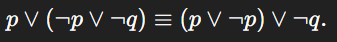 p ∨ (¬p ∨ ¬q) ≡ (p ∨ ¬p) ∨ ¬q.